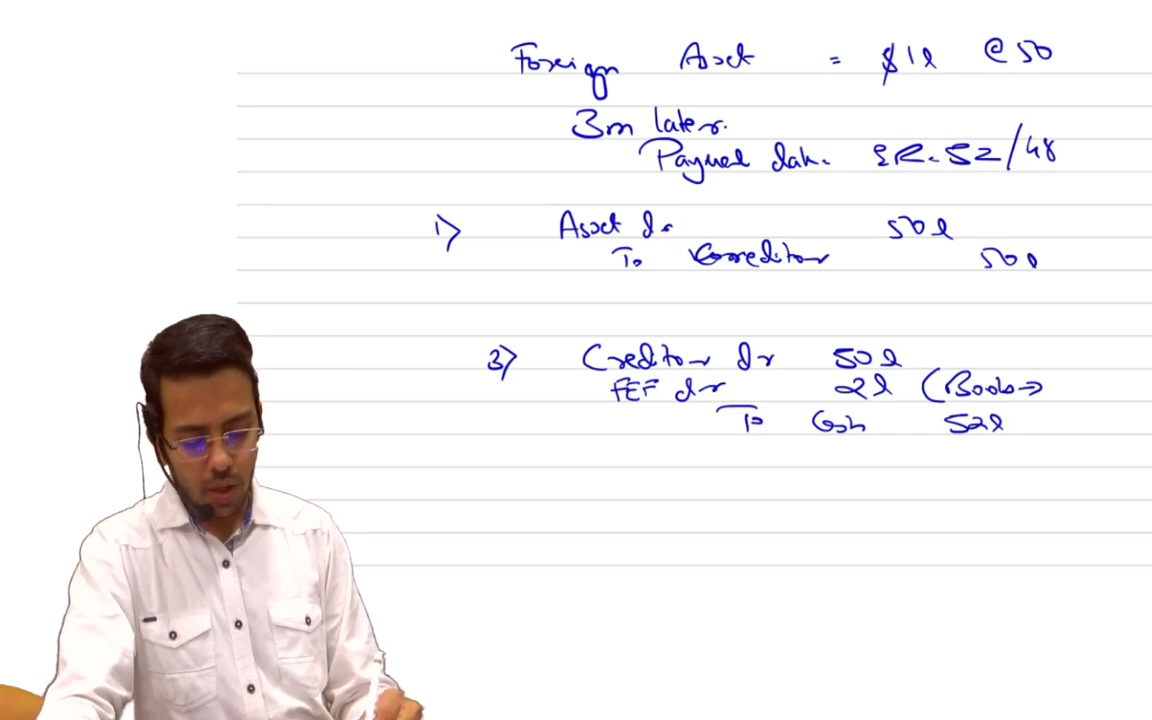 Foreign Asset = $1l @50
3m later.
Payment date. SR. 52/48
1) Asset dr 50l
To Creditor 50l
3) Creditor dr 50l
FEF dr 2l (Books→
To Cash 52l